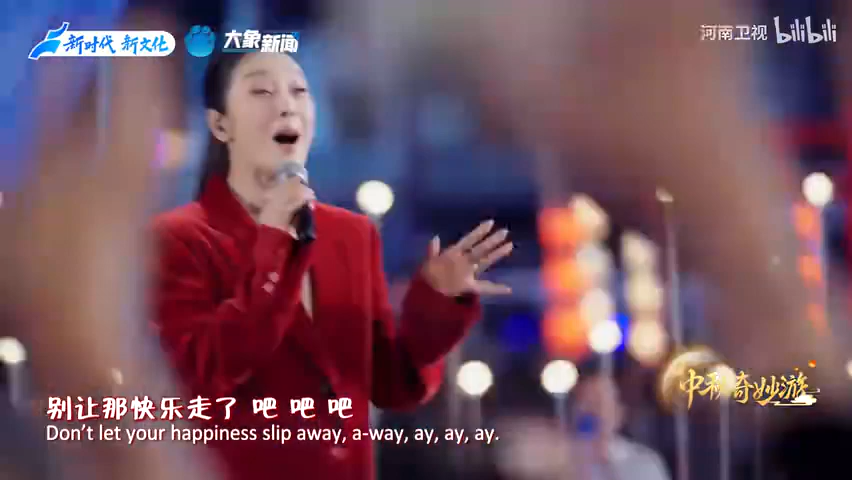 新时代 新文化
大象新闻
河南卫视 bilibili
中秋奇妙游
别让那快乐走了 吧 吧 吧
Don't let your happiness slip away, a-way, ay, ay, ay.